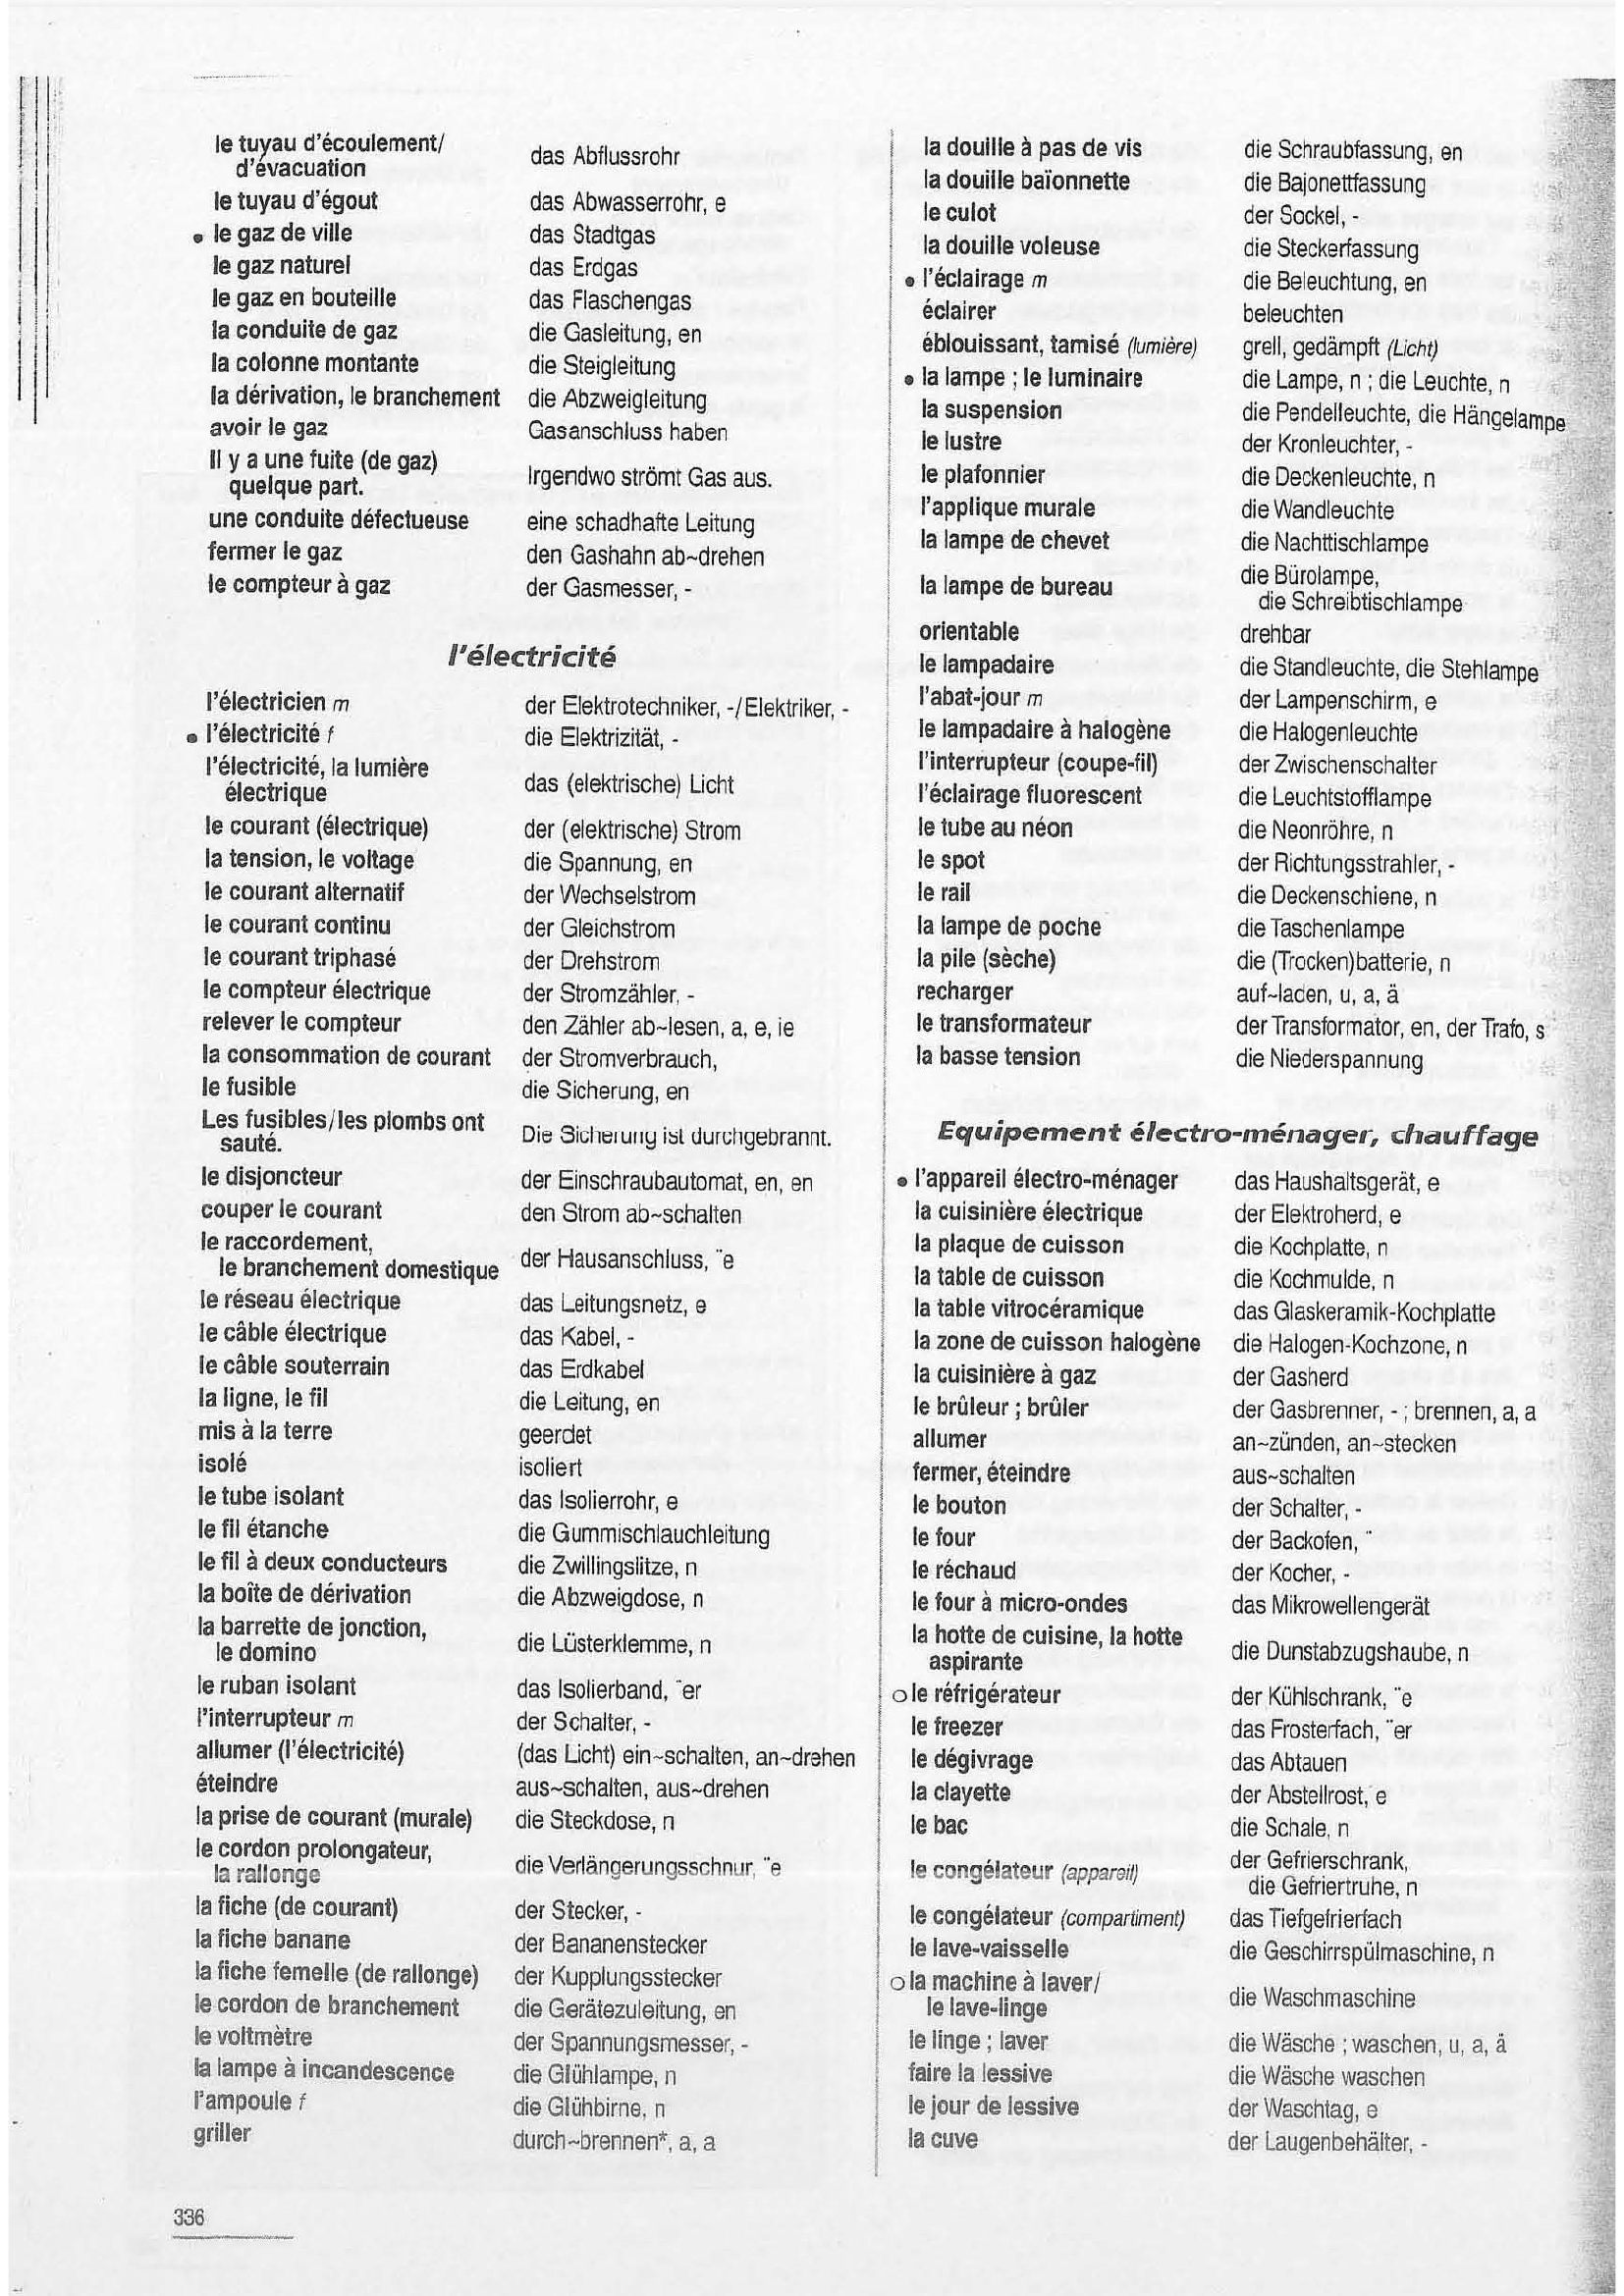 le tuyau d'écoulement/
d'évacuation das Abflussrohr
le tuyau d'égout das Abwasserrohr, e
• le gaz de ville das Stadtgas
le gaz naturel das Erdgas
le gaz en bouteille das Flaschengas
la conduite de gaz die Gasleitung, en
la colonne montante die Steigleitung
la dérivation, le branchement die Abzweigleitung
avoir le gaz Gasanschluss haben
Il y a une fuite (de gaz)
quelque part. Irgendwo strömt Gas aus.
une conduite défectueuse eine schadhafte Leitung
fermer le gaz den Gashahn ab~drehen
le compteur à gaz der Gasmesser, -
l'électricité
l'électricien m der Elektrotechniker, -/Elektriker, -
• l'électricité f die Elektrizität, -
l'électricité, la lumière
électrique das (elektrische) Licht
le courant (électrique) der (elektrische) Strom
la tension, le voltage die Spannung, en
le courant alternatif der Wechselstrom
le courant continu der Gleichstrom
le courant triphasé der Drehstrom
le compteur électrique der Stromzähler, -
relever le compteur den Zähler ab~lesen, a, e, ie
la consommation de courant der Stromverbrauch,
le fusible die Sicherung, en
Les fusibles/les plombs ont
sauté. Die Sicherung ist durchgebrannt.
le disjoncteur der Einschraubautomat, en, en
couper le courant den Strom ab~schalten
le raccordement,
le branchement domestique der Hausanschluss, ¨e
le réseau électrique das Leitungsnetz, e
le câble électrique das Kabel, -
le câble souterrain das Erdkabel
la ligne, le fil die Leitung, en
mis à la terre geerdet
isolé isoliert
le tube isolant das Isolierrohr, e
le fil étanche die Gummischlauchleitung
le fil à deux conducteurs die Zwillingslitze, n
la boîte de dérivation die Abzweigdose, n
la barrette de jonction,
le domino die Lüsterklemme, n
le ruban isolant das Isolierband, ¨er
l'interrupteur m der Schalter, -
allumer (l'électricité) (das Licht) ein~schalten, an~drehen
éteindre aus~schalten, aus~drehen
la prise de courant (murale) die Steckdose, n
le cordon prolongateur,
la rallonge die Verlängerungsschnur, ¨e
la fiche (de courant) der Stecker, -
la fiche banane der Bananenstecker
la fiche femelle (de rallonge) der Kupplungsstecker
le cordon de branchement die Gerätezuleitung, en
le voltmètre der Spannungsmesser, -
la lampe à incandescence die Glühlampe, n
l'ampoule f die Glühbirne, n
griller durch~brennen*, a, a
la douille à pas de vis die Schraubfassung, en
la douille baïonnette die Bajonettfassung
le culot der Sockel, -
la douille voleuse die Steckerfassung
• l'éclairage m die Beleuchtung, en
éclairer beleuchten
éblouissant, tamisé (lumière) grell, gedämpft (Licht)
• la lampe ; le luminaire die Lampe, n ; die Leuchte, n
la suspension die Pendelleuchte, die Hängelampe
le lustre der Kronleuchter, -
le plafonnier die Deckenleuchte, n
l'applique murale die Wandleuchte
la lampe de chevet die Nachttischlampe
la lampe de bureau die Bürolampe,
die Schreibtischlampe
orientable drehbar
le lampadaire die Standleuchte, die Stehlampe
l'abat-jour m der Lampenschirm, e
le lampadaire à halogène die Halogenleuchte
l'interrupteur (coupe-fil) der Zwischenschalter
l'éclairage fluorescent die Leuchtstofflampe
le tube au néon die Neonröhre, n
le spot der Richtungsstrahler, -
le rail die Deckenschiene, n
la lampe de poche die Taschenlampe
la pile (sèche) die (Trocken)batterie, n
recharger auf~laden, u, a, ä
le transformateur der Transformator, en, der Trafo, s
la basse tension die Niederspannung
Equipement électro-ménager, chauffage
• l'appareil électro-ménager das Haushaltsgerät, e
la cuisinière électrique der Elektroherd, e
la plaque de cuisson die Kochplatte, n
la table de cuisson die Kochmulde, n
la table vitrocéramique das Glaskeramik-Kochplatte
la zone de cuisson halogène die Halogen-Kochzone, n
la cuisinière à gaz der Gasherd
le brûleur ; brûler der Gasbrenner, - ; brennen, a, a
allumer an~zünden, an~stecken
fermer, éteindre aus~schalten
le bouton der Schalter, -
le four der Backofen, ¨
le réchaud der Kocher, -
le four à micro-ondes das Mikrowellengerät
la hotte de cuisine, la hotte
aspirante die Dunstabzugshaube, n
o le réfrigérateur der Kühlschrank, ¨e
le freezer das Frosterfach, ¨er
le dégivrage das Abtauen
la clayette der Abstellrost, e
le bac die Schale, n
le congélateur (appareil) der Gefrierschrank,
die Gefriertruhe, n
le congélateur (compartiment) das Tiefgefrierfach
le lave-vaisselle die Geschirrspülmaschine, n
o la machine à laver/
le lave-linge die Waschmaschine
le linge ; laver die Wäsche ; waschen, u, a, ä
faire la lessive die Wäsche waschen
le jour de lessive der Waschtag, e
la cuve der Laugenbehälter, -
336